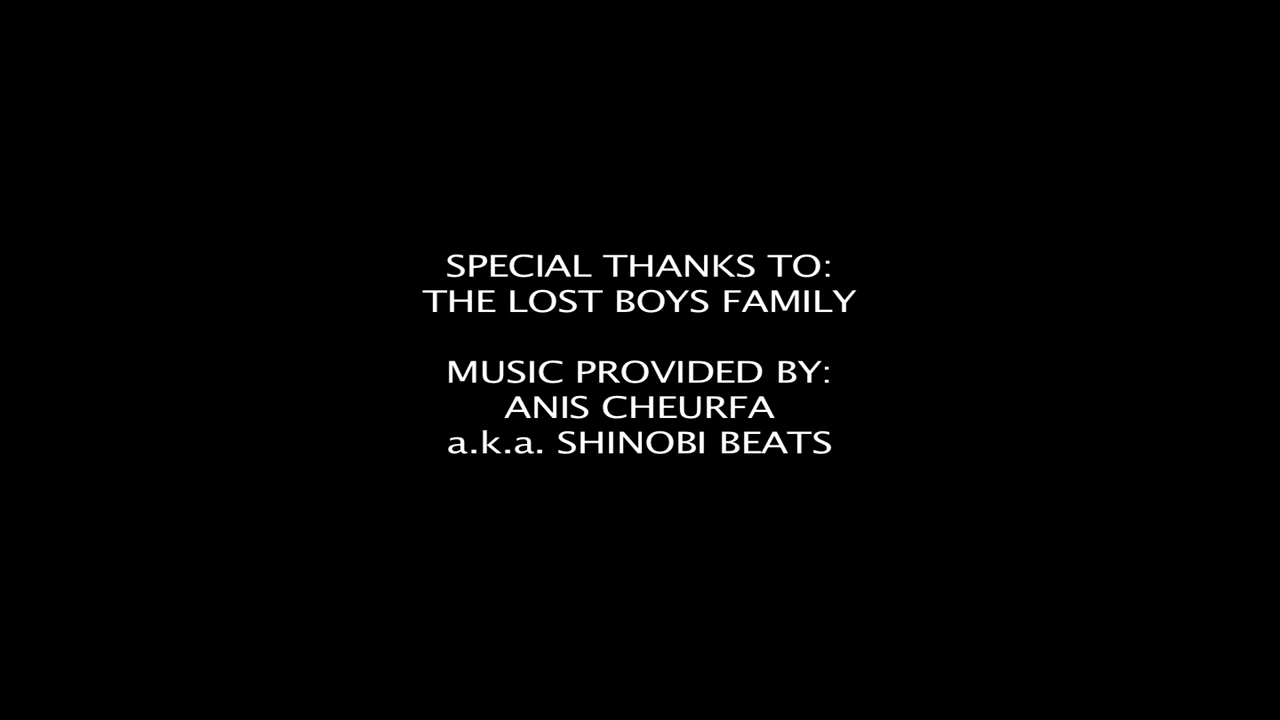 SPECIAL THANKS TO:
THE LOST BOYS FAMILY
MUSIC PROVIDED BY:
ANIS CHEURFA
a.k.a. SHINOBI BEATS